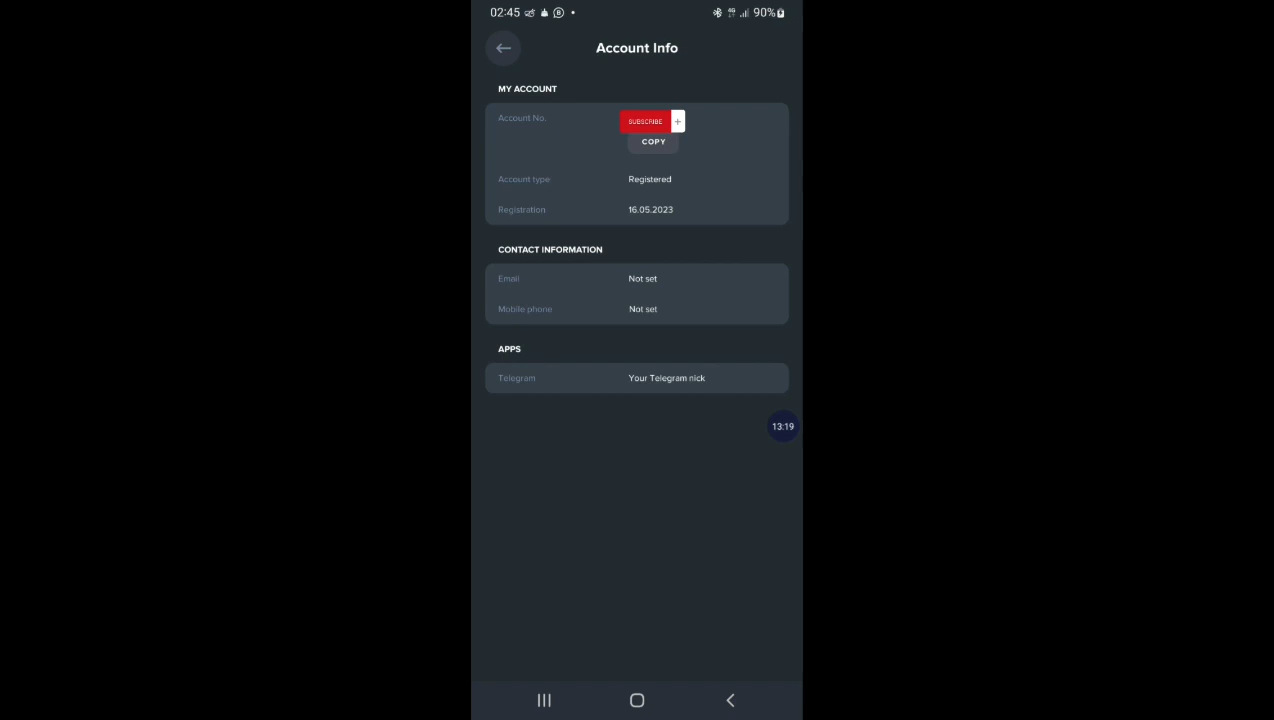 02:45 90%
Account Info
MY ACCOUNT
Account No.
SUBSCRIBE +
COPY
Account type Registered
Registration 16.05.2023
CONTACT INFORMATION
Email Not set
Mobile phone Not set
APPS
Telegram Your Telegram nick
13:19